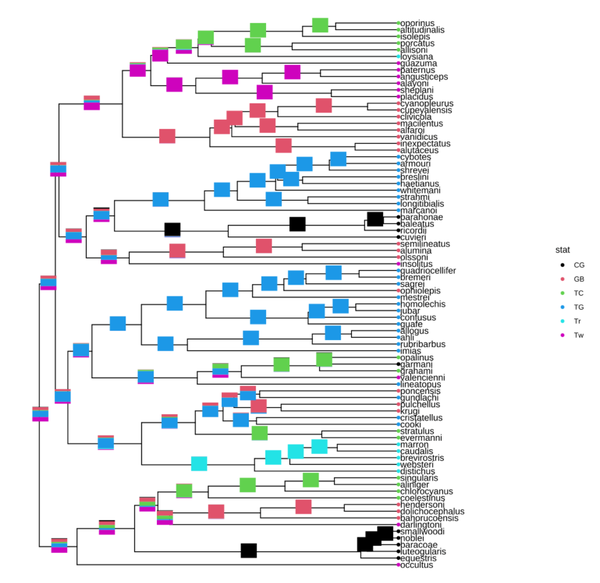 oporinus
altitudinalis
isolepis
porcatus
allisoni
loysiana
guazuma
paternus
angusticeps
alayoni
sheplani
placidus
cyanopleurus
cupeyalensis
clivicola
macilentus
alfaroi
vanidicus
inexpectatus
alutaceus
cybotes
armouri
shrevei
breslini
haetianus
whitemani
strahmi
longitibialis
marcanoi
barahonae
baleatus
ricordii
cuvieri
semilineatus
alumina
olssoni
insolitus
quadriocellifer
bremeri
sagrei
ophiolepis
mestrei
homolechis
jubar
confusus
guafe
allogus
ahli
rubribarbus
imias
opalinus
garmani
grahami
valencienni
lineatopus
poncensis
gundlachi
pulchellus
krugi
cristatellus
cooki
stratulus
evermanni
marron
caudalis
brevirostris
websteri
distichus
singularis
aliniger
chlorocyanus
coelestinus
hendersoni
dolichocephalus
bahorucoensis
darlingtoni
smallwoodi
noblei
baracoae
luteogularis
equestris
occultus
stat
CG
GB
TC
TG
Tr
Tw